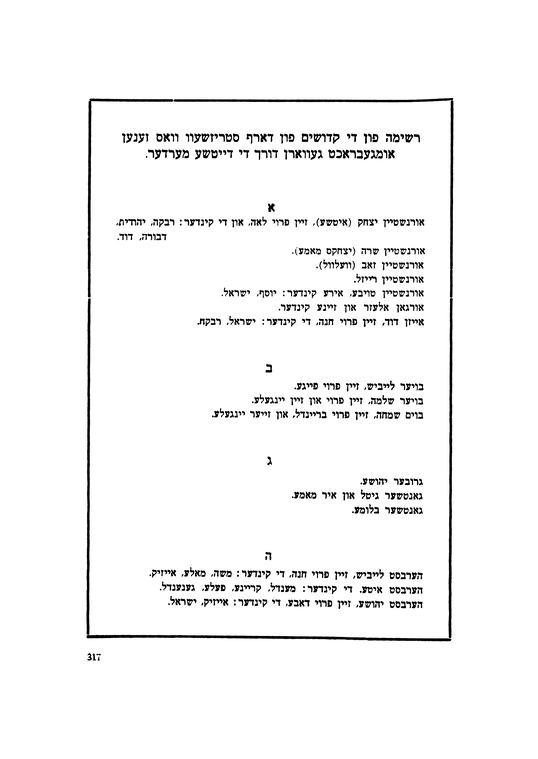 רשימה פון די קדושים פון דארף סטריזשעוו וואס זענען
אומגעבראכט געווארן דורך די דייטשע מערדער.
א
אורנשטיין יצחק (איטשע), זיין פרוי לאה, און די קינדער: רבקה, יהודית,
דבורה, דוד.
אורנשטיין שרה (יצחקס מאמע).
אורנשטיין זאב (וועלוול).
אורנשטיין רייזל.
אורנשטיין טויבע, אירע קינדער: יוסף, ישראל.
אורגאן אלעזר און זיינע קינדער.
אייזן דוד, זיין פרוי חנה, די קינדער: ישראל, רבקה.
ב
בויער לייביש, זיין פרוי פייגע.
בויער שלמה, זיין פרוי און זיין יינגעלע.
בוים שמחה, זיין פרוי בריינדל, און זייער יינגעלע.
ג
גרובער יהושע.
גאנטשער גיטל און איר מאמע.
גאנטשער בלומע.
ה
הערבסט לייביש, זיין פרוי חנה, די קינדער: משה, מאלע, אייזיק.
הערבסט איטע, די קינדער: מענדל, קריינע, פעלע, גענענדל.
הערבסט יהושע, זיין פרוי דאבע, די קינדער: אייזיק, ישראל.
317